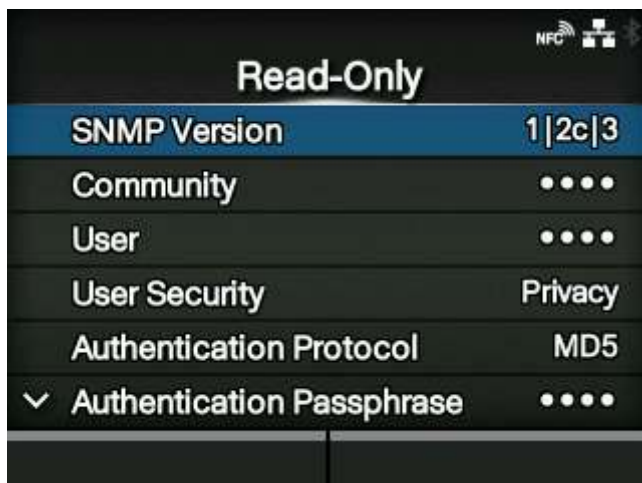 NFC
Read-Only
SNMP Version 1|2c|3
Community ••••
User ••••
User Security Privacy
Authentication Protocol MD5
Authentication Passphrase ••••